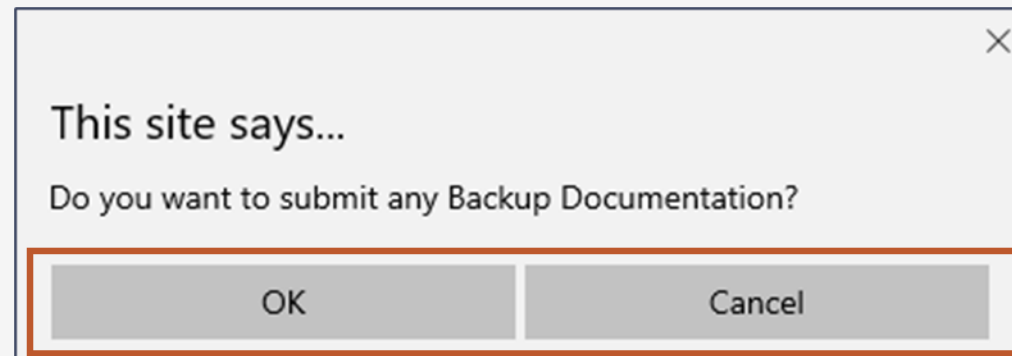 This site says...
Do you want to submit any Backup Documentation?
OK
Cancel